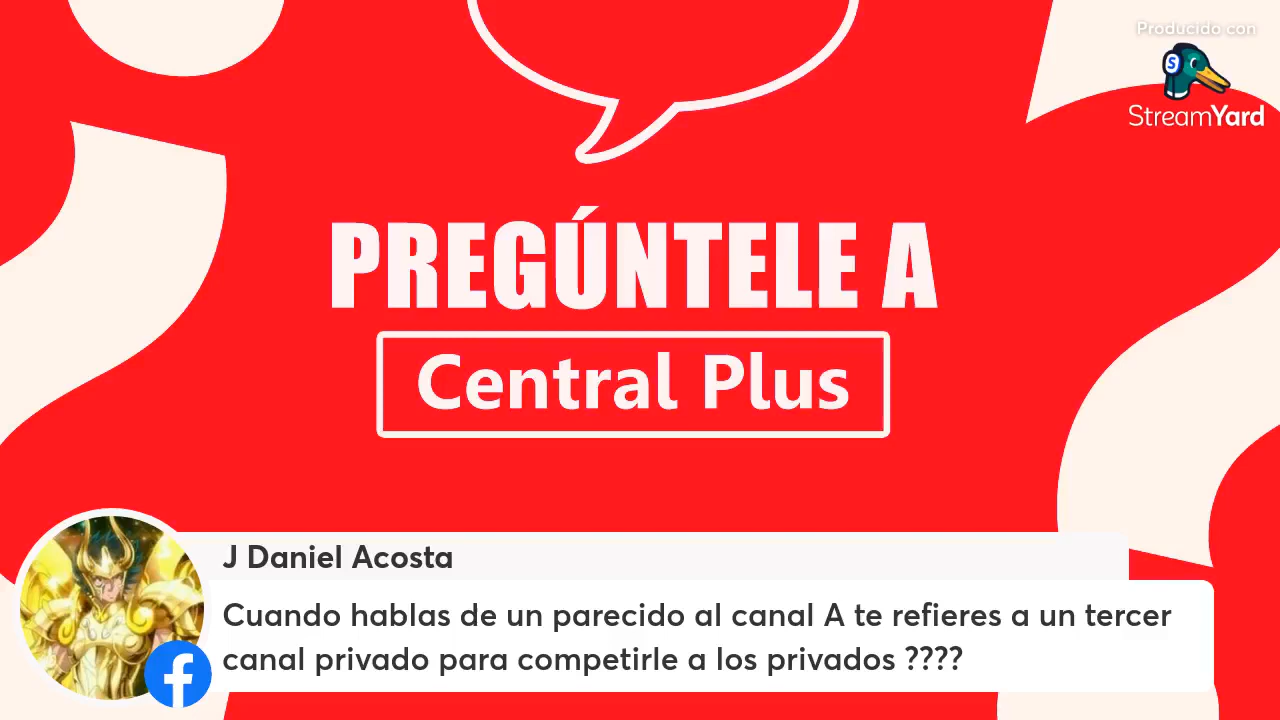 Producido con
StreamYard
PREGÚNTELE A
Central Plus
J Daniel Acosta
Cuando hablas de un parecido al canal A te refieres a un tercer
canal privado para competirle a los privados ????